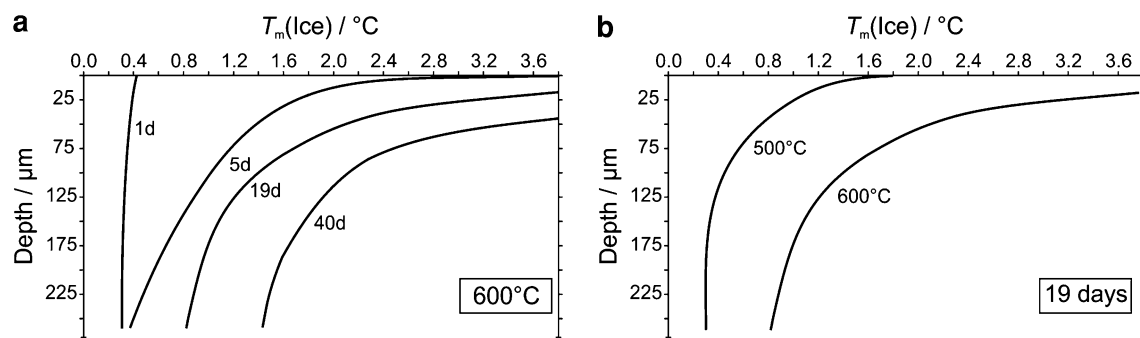 a
Tm(Ice) / °C
0.0 0.4 0.8 1.2 1.6 2.0 2.4 2.8 3.2 3.6
Depth / µm
25
75
125
175
225
1d
5d
19d
40d
600°C
b
Tm(Ice) / °C
0.0 0.4 0.8 1.2 1.6 2.0 2.4 2.8 3.2 3.6
Depth / µm
25
75
125
175
225
500°C
600°C
19 days